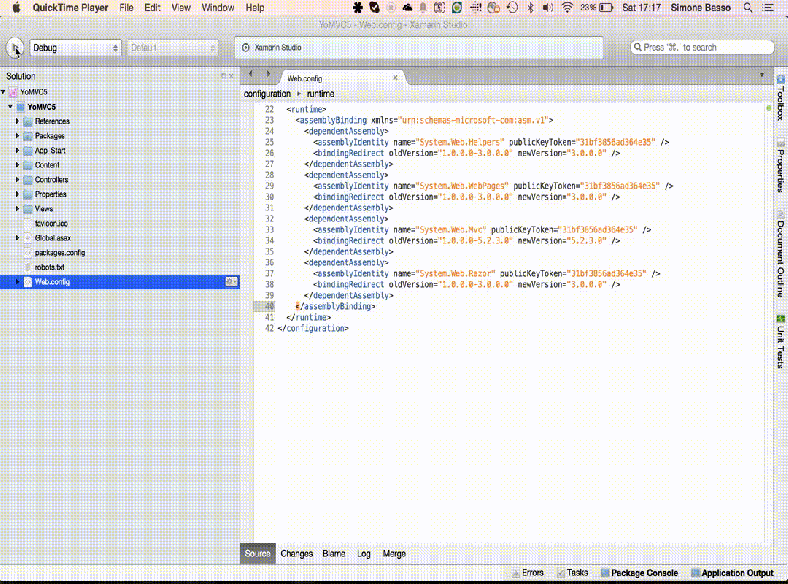 QuickTime Player File Edit View Window Help 23% Sat 17:17 Simone Basso
YoMVC5 - Web.config - Xamarin Studio
Debug Default Xamarin Studio Press '⌘.' to search
Solution
YoMVC5
YoMVC5
References
Packages
App_Start
Content
Controllers
Properties
Views
favicon.ico
Global.asax
packages.config
robots.txt
Web.config
Web.config
configuration runtime
22 <runtime>
23 <assemblyBinding xmlns="urn:schemas-microsoft-com:asm.v1">
24 <dependentAssembly>
25 <assemblyIdentity name="System.Web.Helpers" publicKeyToken="31bf3856ad364e35" />
26 <bindingRedirect oldVersion="1.0.0.0-3.0.0.0" newVersion="3.0.0.0" />
27 </dependentAssembly>
28 <dependentAssembly>
29 <assemblyIdentity name="System.Web.WebPages" publicKeyToken="31bf3856ad364e35" />
30 <bindingRedirect oldVersion="1.0.0.0-3.0.0.0" newVersion="3.0.0.0" />
31 </dependentAssembly>
32 <dependentAssembly>
33 <assemblyIdentity name="System.Web.Mvc" publicKeyToken="31bf3856ad364e35" />
34 <bindingRedirect oldVersion="1.0.0.0-5.2.3.0" newVersion="5.2.3.0" />
35 </dependentAssembly>
36 <dependentAssembly>
37 <assemblyIdentity name="System.Web.Razor" publicKeyToken="31bf3856ad364e35" />
38 <bindingRedirect oldVersion="1.0.0.0-3.0.0.0" newVersion="3.0.0.0" />
39 </dependentAssembly>
40 </assemblyBinding>
41 </runtime>
42 </configuration>
Toolbox
Properties
Document Outline
Unit Tests
Source Changes Blame Log Merge
Errors Tasks Package Console Application Output